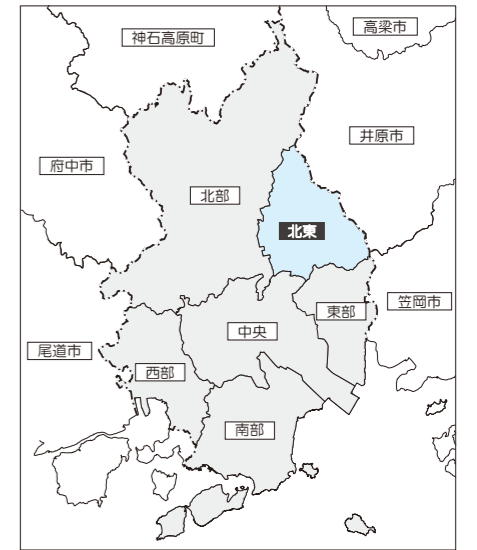 神石高原町
高梁市
井原市
府中市
北部
北東
笠岡市
東部
中央
尾道市
西部
南部